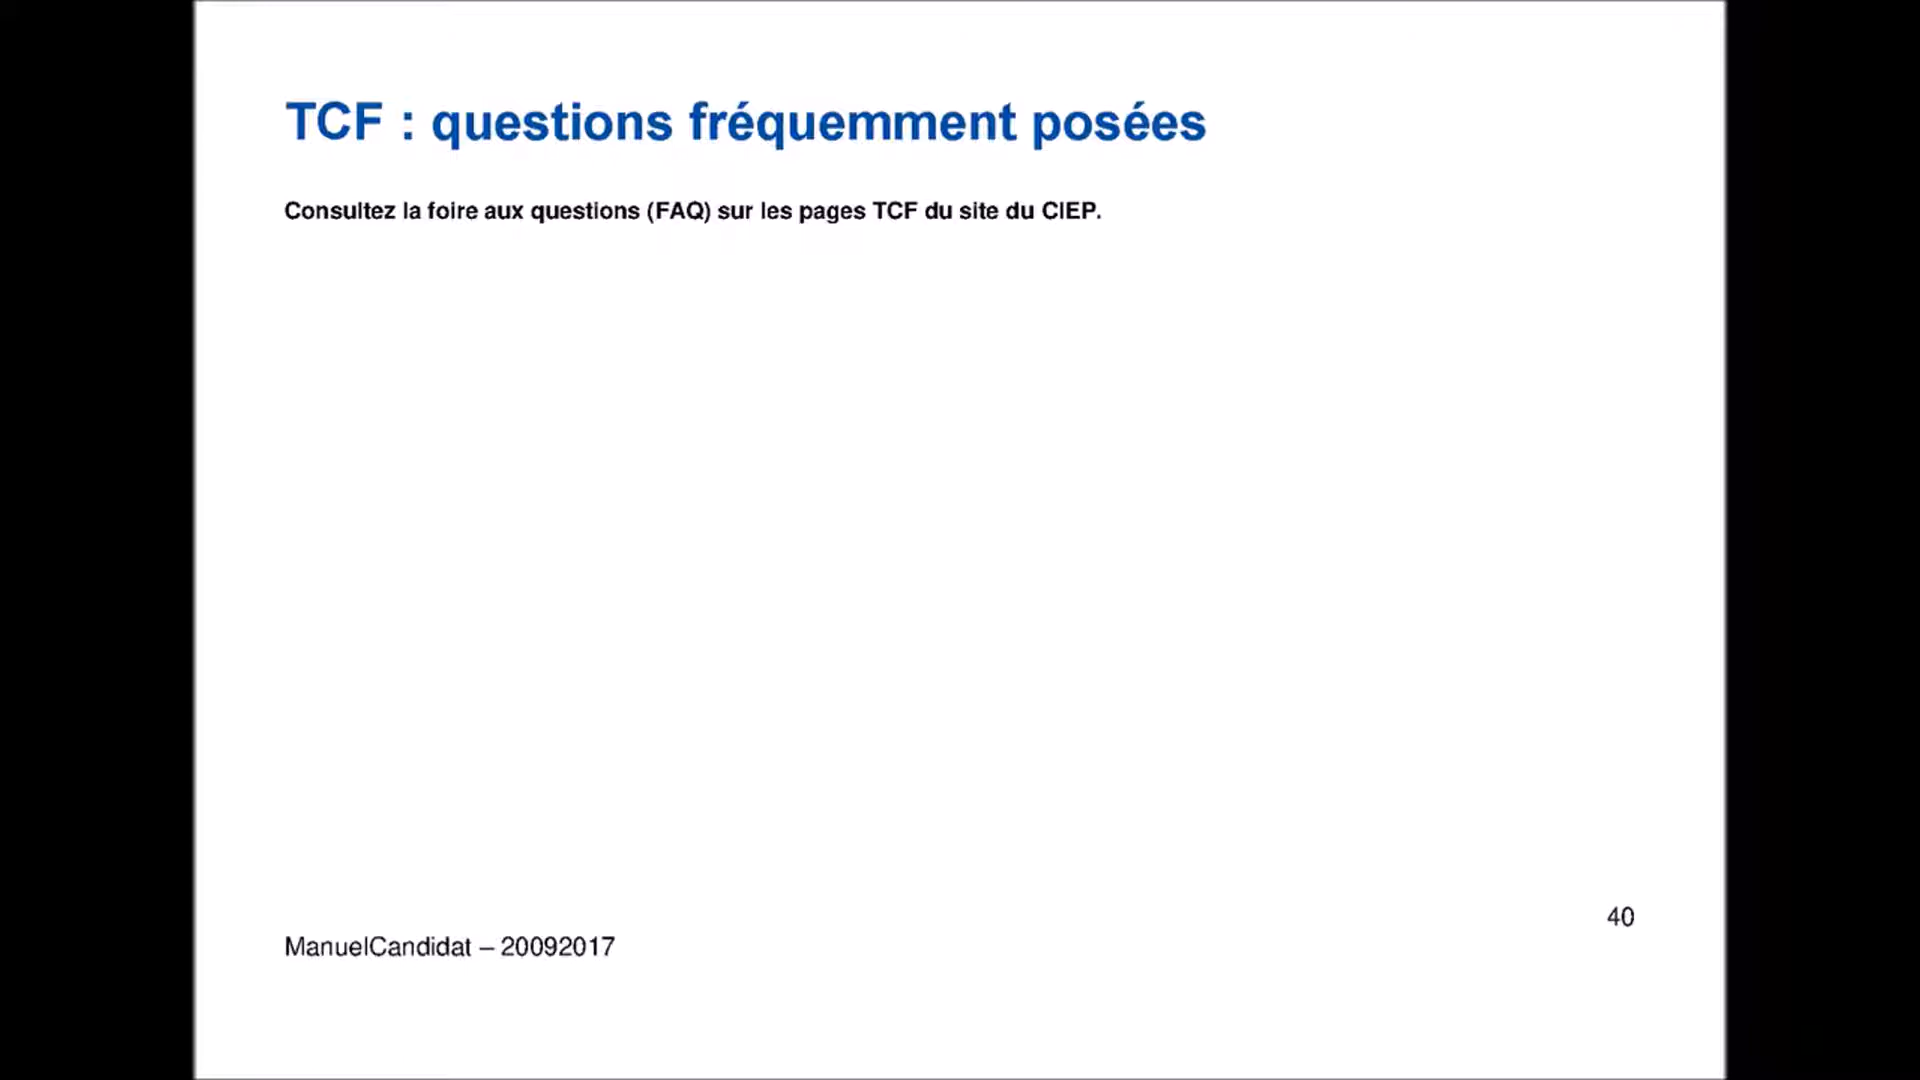 TCF : questions fréquemment posées
Consultez la foire aux questions (FAQ) sur les pages TCF du site du CIEP.
40
ManuelCandidat – 20092017